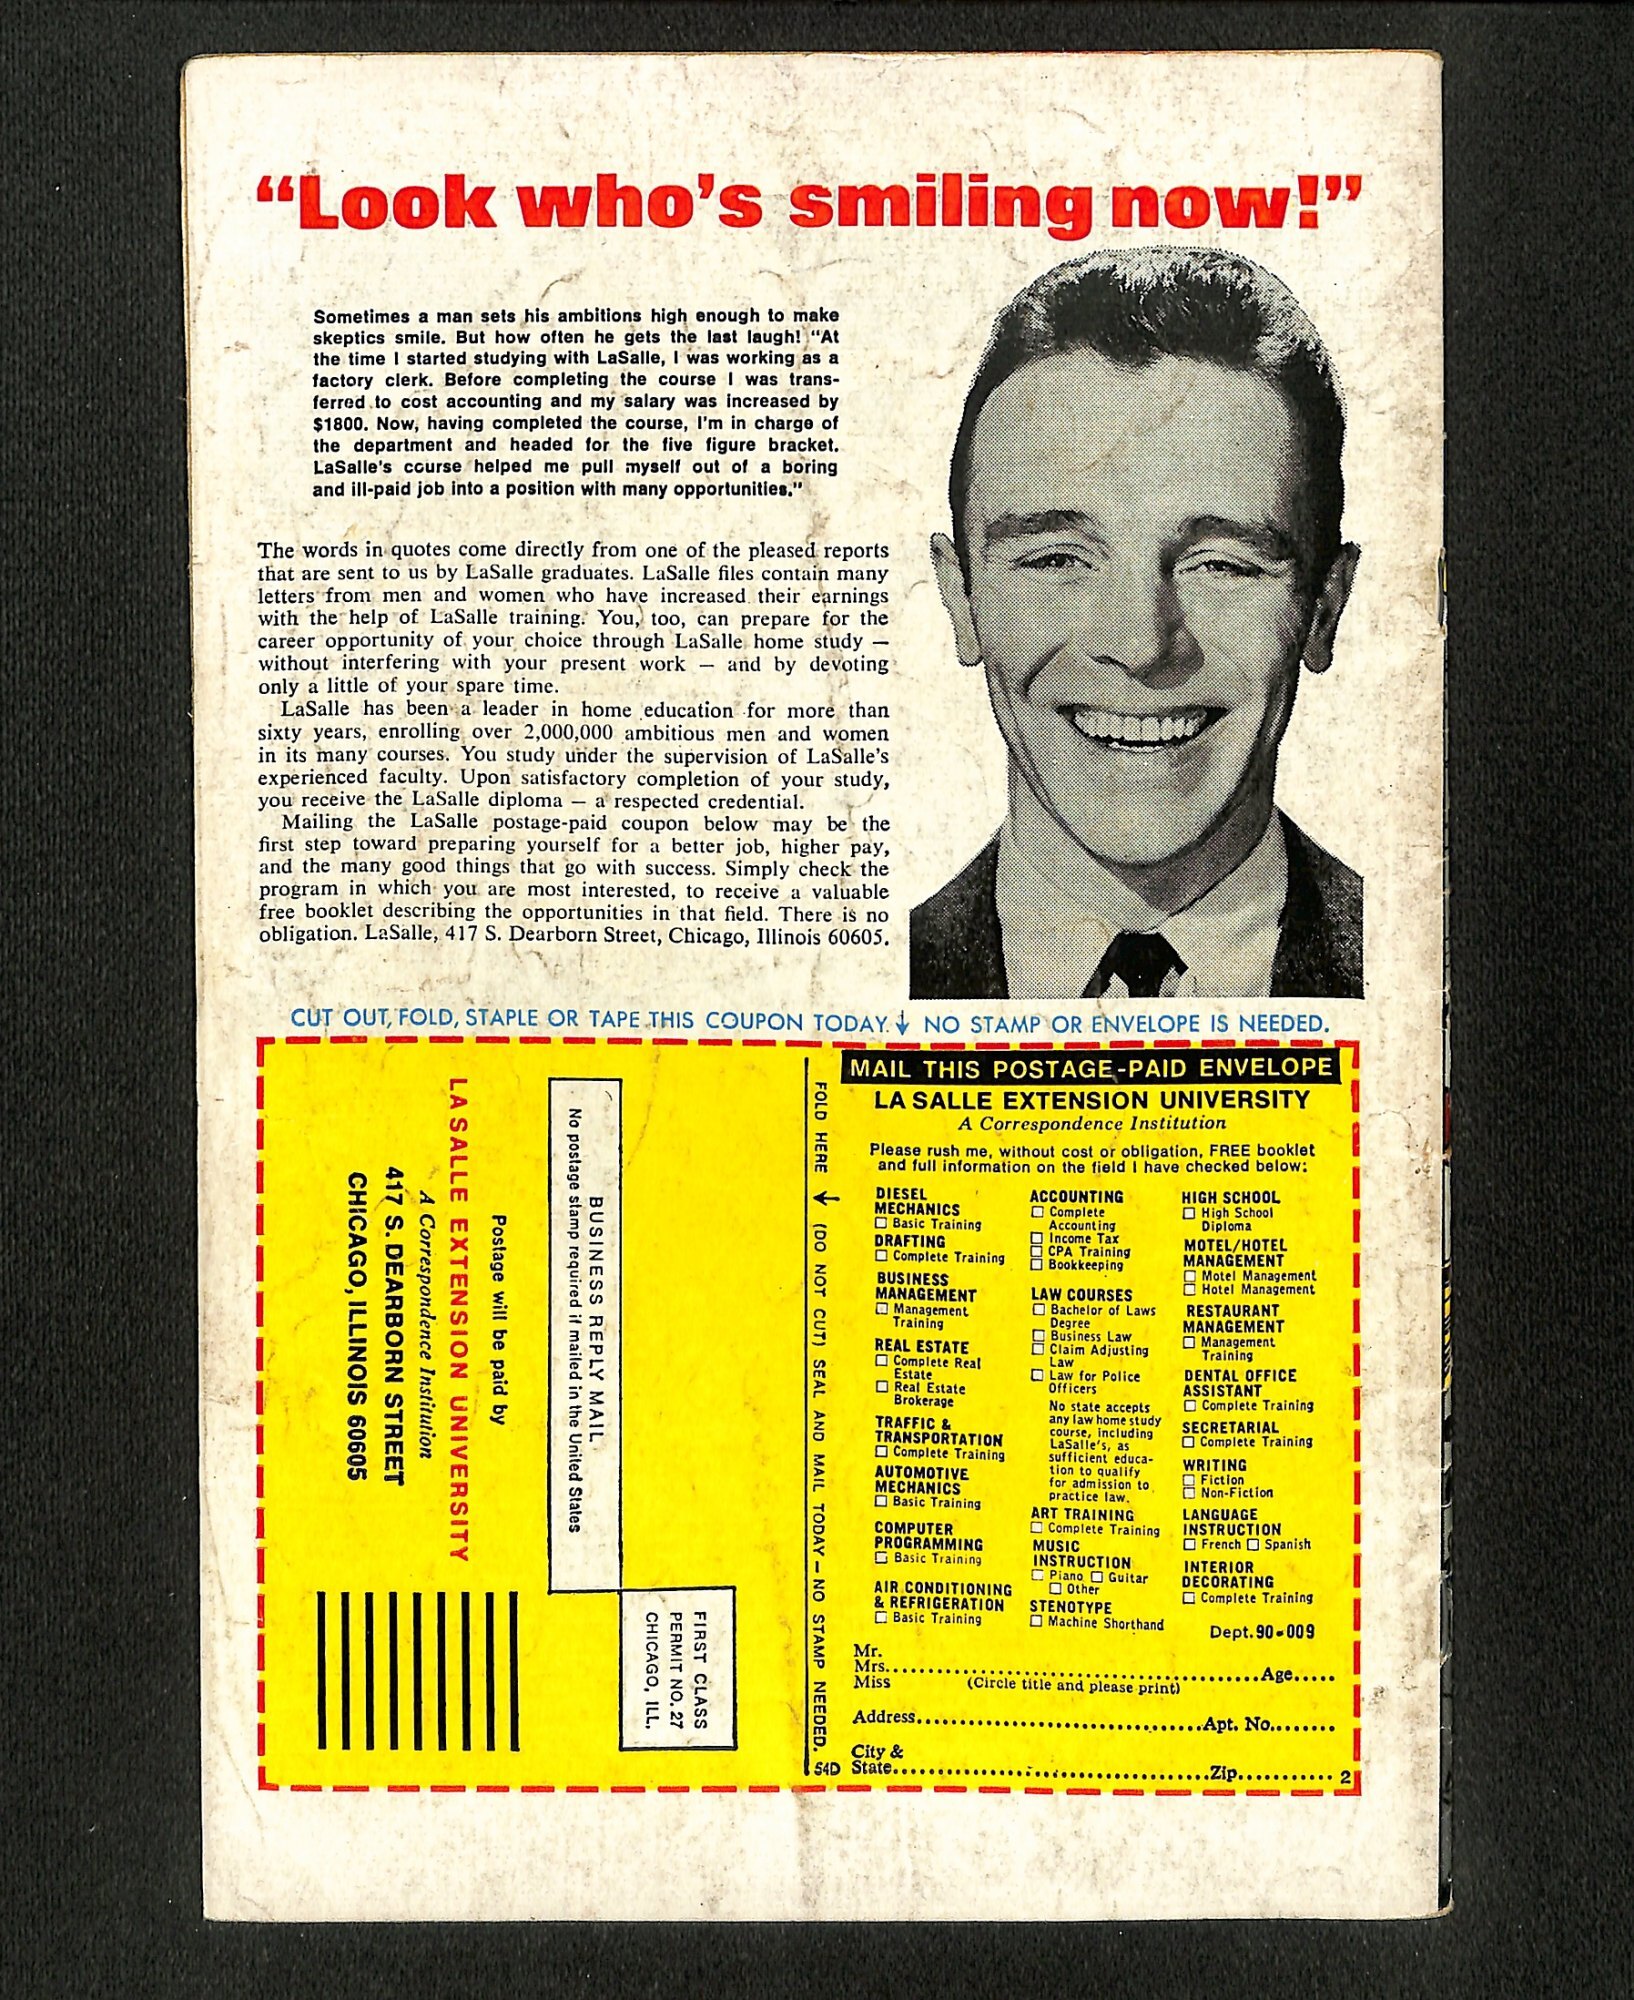 “Look who’s smiling now!”
Sometimes a man sets his ambitions high enough to make
skeptics smile. But how often he gets the last laugh! “At
the time I started studying with LaSalle, I was working as a
factory clerk. Before completing the course I was trans-
ferred to cost accounting and my salary was increased by
$1800. Now, having completed the course, I’m in charge of
the department and headed for the five figure bracket.
LaSalle’s course helped me pull myself out of a boring
and ill-paid job into a position with many opportunities.”
The words in quotes come directly from one of the pleased reports
that are sent to us by LaSalle graduates. LaSalle files contain many
letters from men and women who have increased their earnings
with the help of LaSalle training. You, too, can prepare for the
career opportunity of your choice through LaSalle home study —
without interfering with your present work — and by devoting
only a little of your spare time.
LaSalle has been a leader in home education for more than
sixty years, enrolling over 2,000,000 ambitious men and women
in its many courses. You study under the supervision of LaSalle’s
experienced faculty. Upon satisfactory completion of your study,
you receive the LaSalle diploma — a respected credential.
Mailing the LaSalle postage-paid coupon below may be the
first step toward preparing yourself for a better job, higher pay,
and the many good things that go with success. Simply check the
program in which you are most interested, to receive a valuable
free booklet describing the opportunities in that field. There is no
obligation. LaSalle, 417 S. Dearborn Street, Chicago, Illinois 60605.
CUT OUT, FOLD, STAPLE OR TAPE THIS COUPON TODAY. ↓ NO STAMP OR ENVELOPE IS NEEDED.
FIRST CLASS
PERMIT NO. 27
CHICAGO, ILL.
BUSINESS REPLY MAIL
No postage stamp required if mailed in the United States
Postage will be paid by
LA SALLE EXTENSION UNIVERSITY
A Correspondence Institution
417 S. DEARBORN STREET
CHICAGO, ILLINOIS 60605
FOLD HERE ↓ (DO NOT CUT) SEAL AND MAIL TODAY — NO STAMP NEEDED.
54D
MAIL THIS POSTAGE-PAID ENVELOPE
LA SALLE EXTENSION UNIVERSITY
A Correspondence Institution
Please rush me, without cost or obligation, FREE booklet
and full information on the field I have checked below:
DIESEL
MECHANICS
☐ Basic Training
DRAFTING
☐ Complete Training
BUSINESS
MANAGEMENT
☐ Management
Training
REAL ESTATE
☐ Complete Real
Estate
☐ Real Estate
Brokerage
TRAFFIC &
TRANSPORTATION
☐ Complete Training
AUTOMOTIVE
MECHANICS
☐ Basic Training
COMPUTER
PROGRAMMING
☐ Basic Training
AIR CONDITIONING
& REFRIGERATION
☐ Basic Training
ACCOUNTING
☐ Complete
Accounting
☐ Income Tax
☐ CPA Training
☐ Bookkeeping
LAW COURSES
☐ Bachelor of Laws
Degree
☐ Business Law
☐ Claim Adjusting
Law
☐ Law for Police
Officers
No state accepts
any law home study
course, including
LaSalle’s, as
sufficient educa-
tion to qualify
for admission to
practice law.
ART TRAINING
☐ Complete Training
MUSIC
INSTRUCTION
☐ Piano ☐ Guitar
☐ Other
STENOTYPE
☐ Machine Shorthand
HIGH SCHOOL
☐ High School
Diploma
MOTEL/HOTEL
MANAGEMENT
☐ Motel Management
☐ Hotel Management
RESTAURANT
MANAGEMENT
☐ Management
Training
DENTAL OFFICE
ASSISTANT
☐ Complete Training
SECRETARIAL
☐ Complete Training
WRITING
☐ Fiction
☐ Non-Fiction
LANGUAGE
INSTRUCTION
☐ French ☐ Spanish
INTERIOR
DECORATING
☐ Complete Training
Dept. 90-009
Mr.
Mrs. Age
Miss (Circle title and please print)
Address Apt. No.
City &
State Zip 2